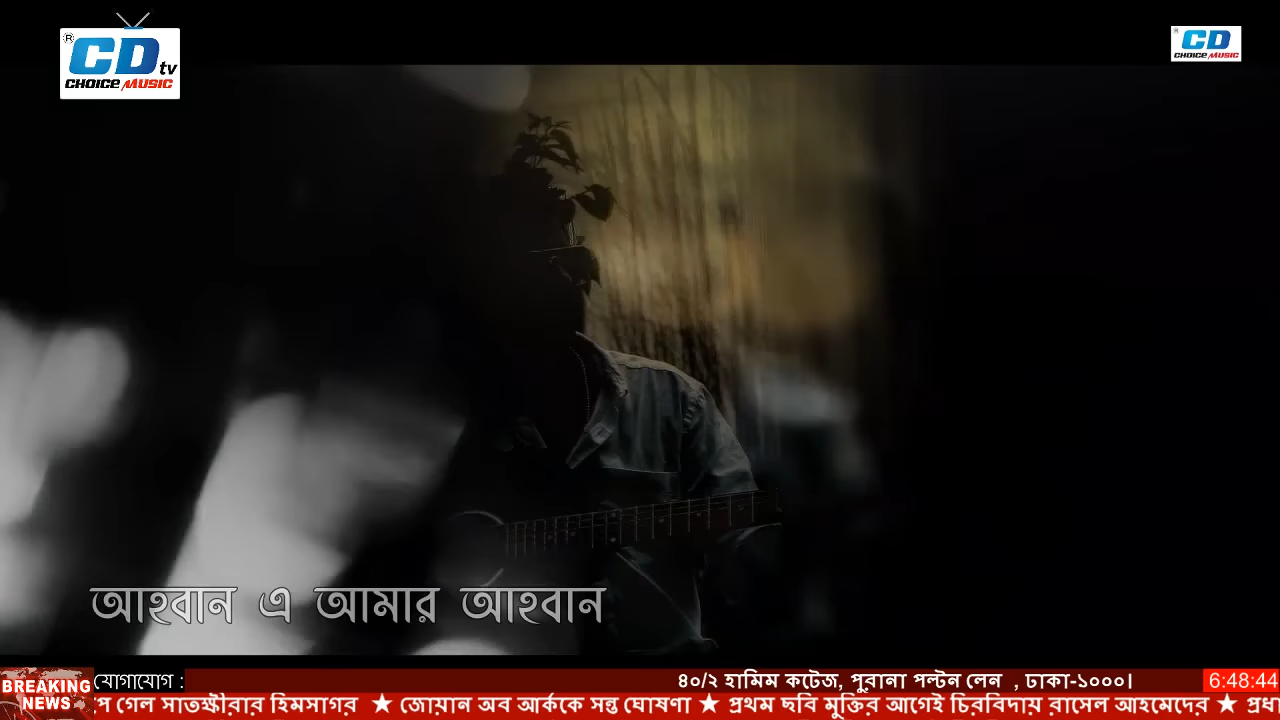 ® CD tv
CHOICE MUSIC
® CD
CHOICE MUSIC
আহবান এ আমার আহবান
BREAKING
NEWS
যোগাযোগ :
৪০/২ হামিম কটেজ, পুরানা পল্টন লেন , ঢাকা-১০০০।
6:48:44
গেল সাতক্ষীরার হিমসাগর ★ জোয়ান অব আর্ককে সন্ত ঘোষণা ★ প্রথম ছবি মুক্তির আগেই চিরবিদায় রাসেল আহমেদের ★